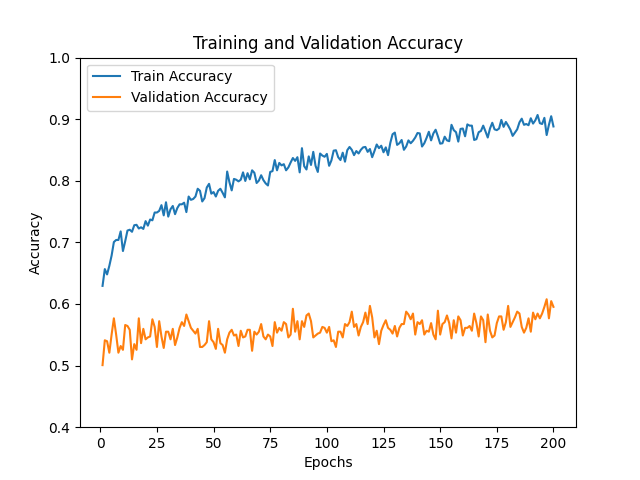 Training and Validation Accuracy
Train Accuracy
Validation Accuracy
1.0
0.9
0.8
0.7
0.6
0.5
0.4
Accuracy
0 25 50 75 100 125 150 175 200
Epochs